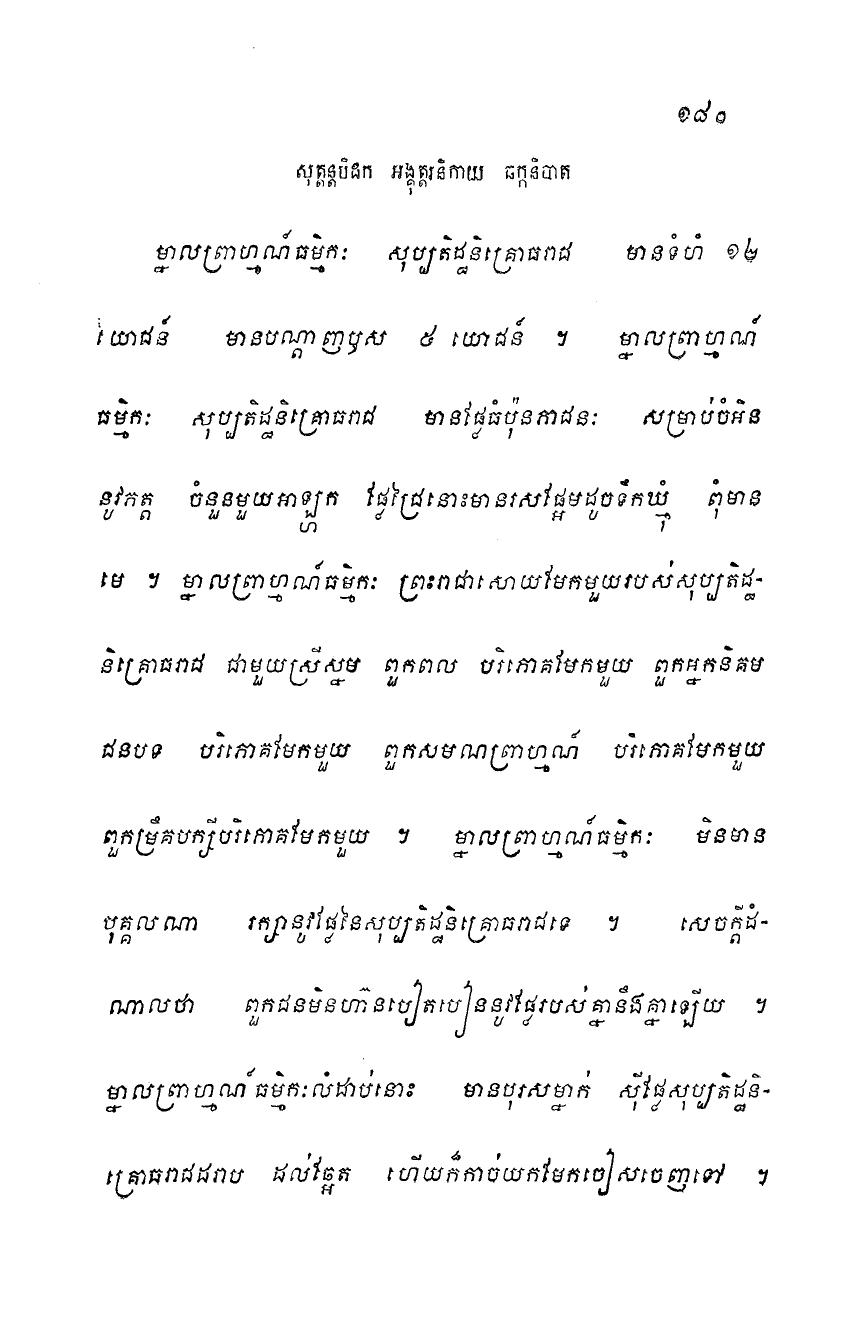 ១៨០
សុត្តន្តបិដក អង្គុត្តរនិកាយ ឆក្កនិបាត
ម្នាលព្រាហ្មណ៍ធម្មិកៈ សុប្បតិដ្ឋនិគ្រោធរាជ មានទំហំ ១២
យោជន៍ មានបណ្តាញឫស ៥ យោជន៍ ។ ម្នាលព្រាហ្មណ៍
ធម្មិកៈ សុប្បតិដ្ឋនិគ្រោធរាជ មានផ្លែធំប៉ុនភាជនៈ សម្រាប់ចំអិន
នូវភត្ត ចំនួនមួយអាឡ្ហក ផ្លែជ្រៃនោះមានរសផ្អែមដូចទឹកឃ្មុំ ពុំមាន
មេ ។ ម្នាលព្រាហ្មណ៍ធម្មិកៈ ព្រះរាជាសោយមែកមួយរបស់សុប្បតិដ្ឋ-
និគ្រោធរាជ ជាមួយស្រីស្នម ពួកពល បរិភោគមែកមួយ ពួកអ្នកនិគម
ជនបទ បរិភោគមែកមួយ ពួកសមណព្រាហ្មណ៍ បរិភោគមែកមួយ
ពួកម្រឹគបក្សីបរិភោគមែកមួយ ។ ម្នាលព្រាហ្មណ៍ធម្មិកៈ មិនមាន
បុគ្គលណា រក្សានូវផ្លែនៃសុប្បតិដ្ឋនិគ្រោធរាជទេ ។ សេចក្តីដំ-
ណាលថា ពួកជនមិនហ៊ានបៀតបៀននូវផ្លែរបស់គ្នានឹងគ្នាឡើយ ។
ម្នាលព្រាហ្មណ៍ធម្មិកៈលំដាប់នោះ មានបុរសម្នាក់ ស៊ីផ្លែសុប្បតិដ្ឋនិ-
គ្រោធរាជដរាប ដល់ឆ្អែត ហើយក៏កាច់យកមែកចៀសចេញទៅ ។